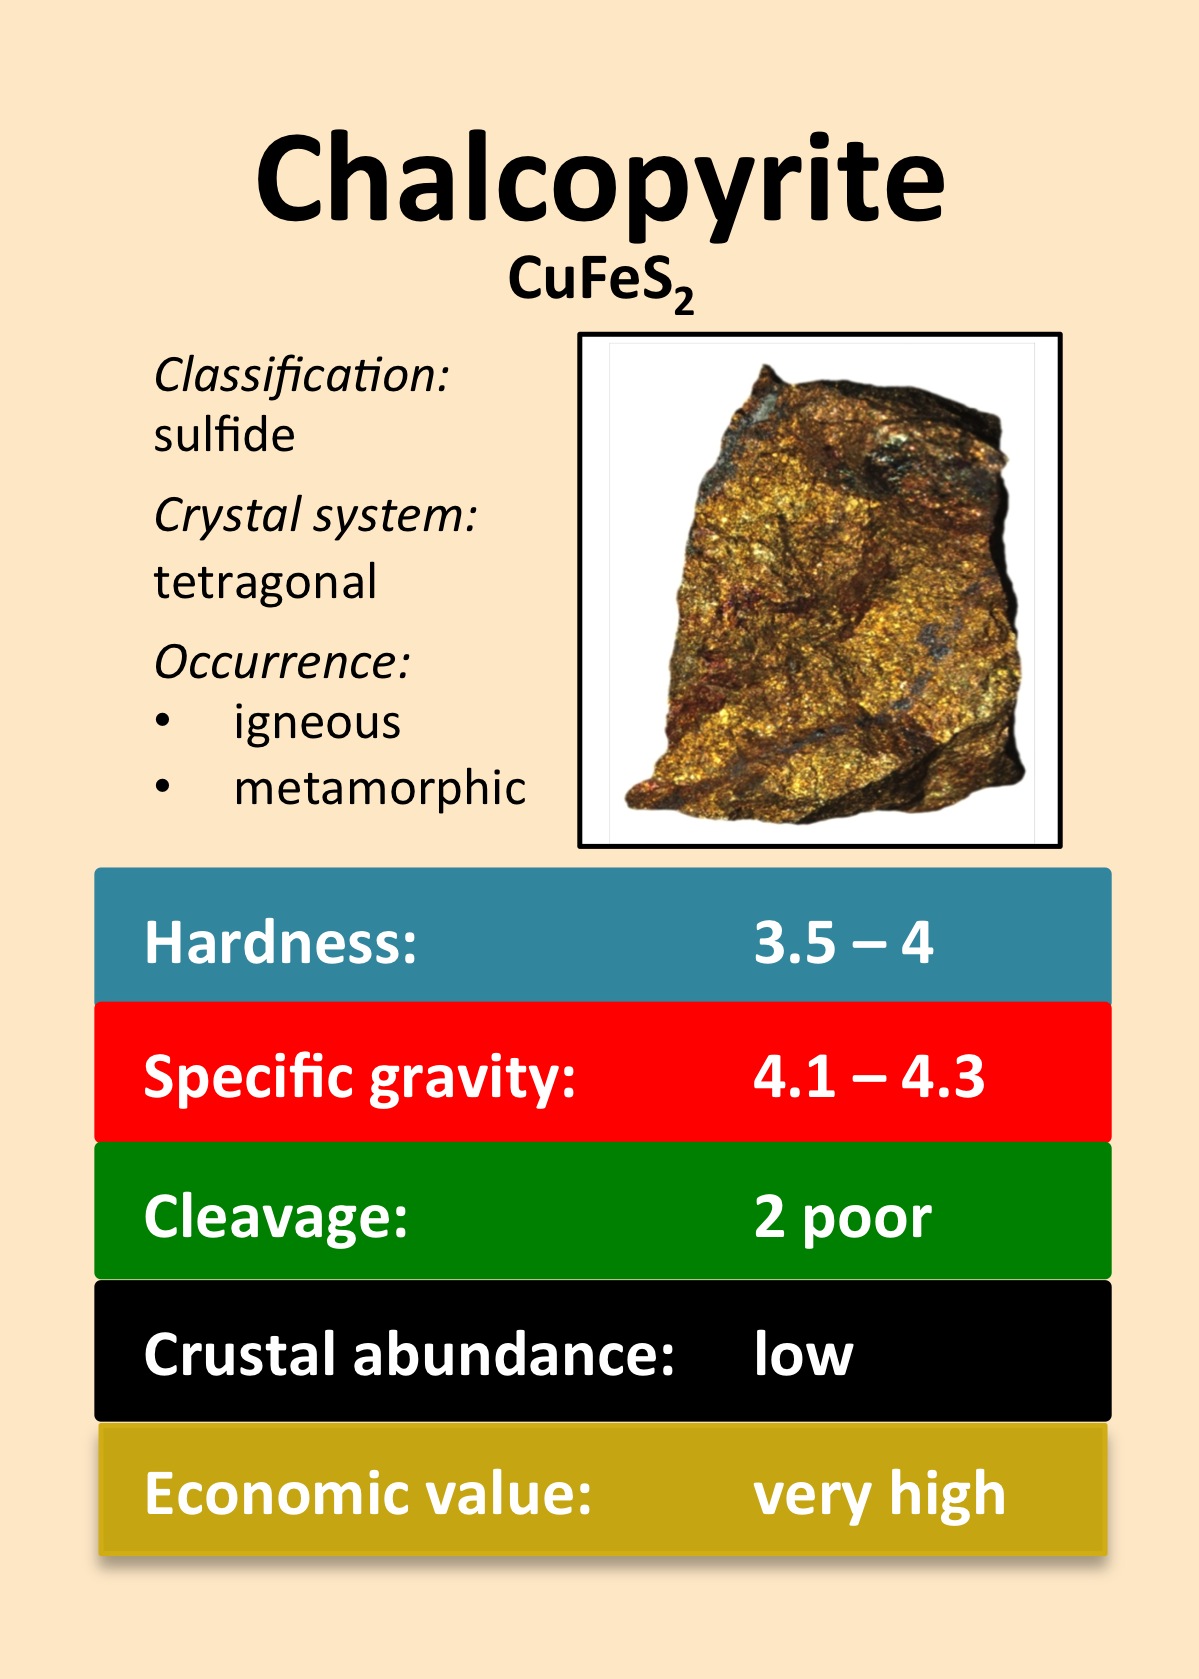 Chalcopyrite
CuFeS₂
Classification:
sulfide
Crystal system:
tetragonal
Occurrence:
• igneous
• metamorphic
Hardness: 3.5 – 4
Specific gravity: 4.1 – 4.3
Cleavage: 2 poor
Crustal abundance: low
Economic value: very high